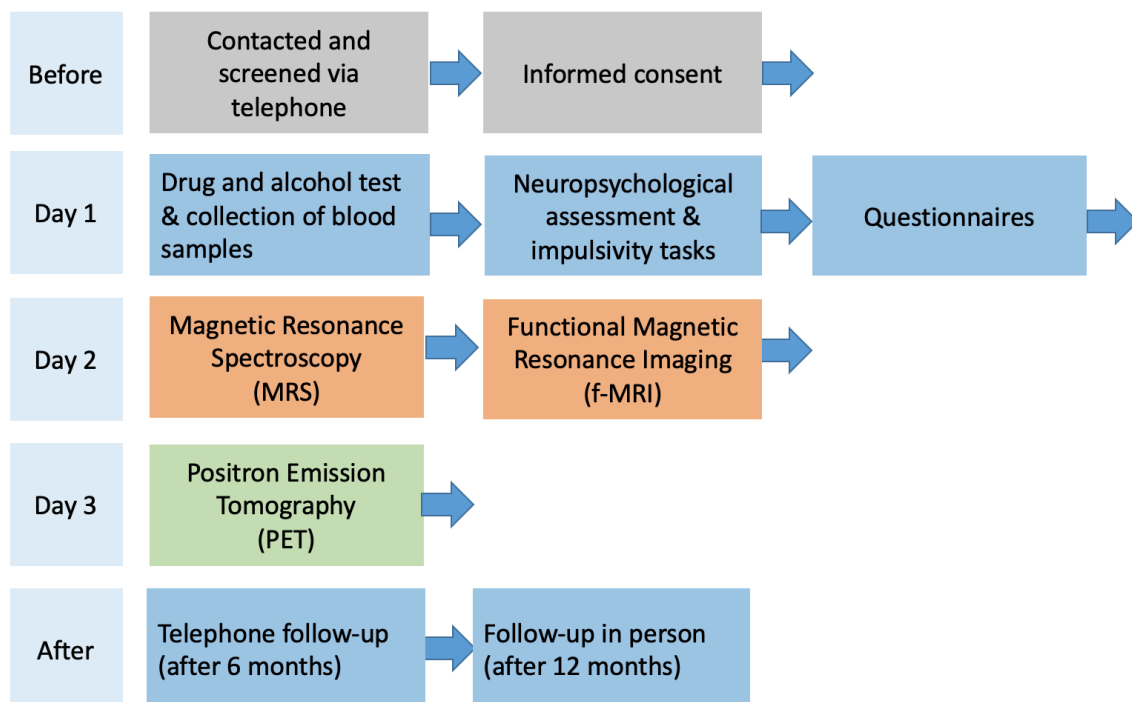 Before
Contacted and
screened via
telephone
Informed consent
Day 1
Drug and alcohol test
& collection of blood
samples
Neuropsychological
assessment &
impulsivity tasks
Questionnaires
Day 2
Magnetic Resonance
Spectroscopy
(MRS)
Functional Magnetic
Resonance Imaging
(f-MRI)
Day 3
Positron Emission
Tomography
(PET)
After
Telephone follow-up
(after 6 months)
Follow-up in person
(after 12 months)